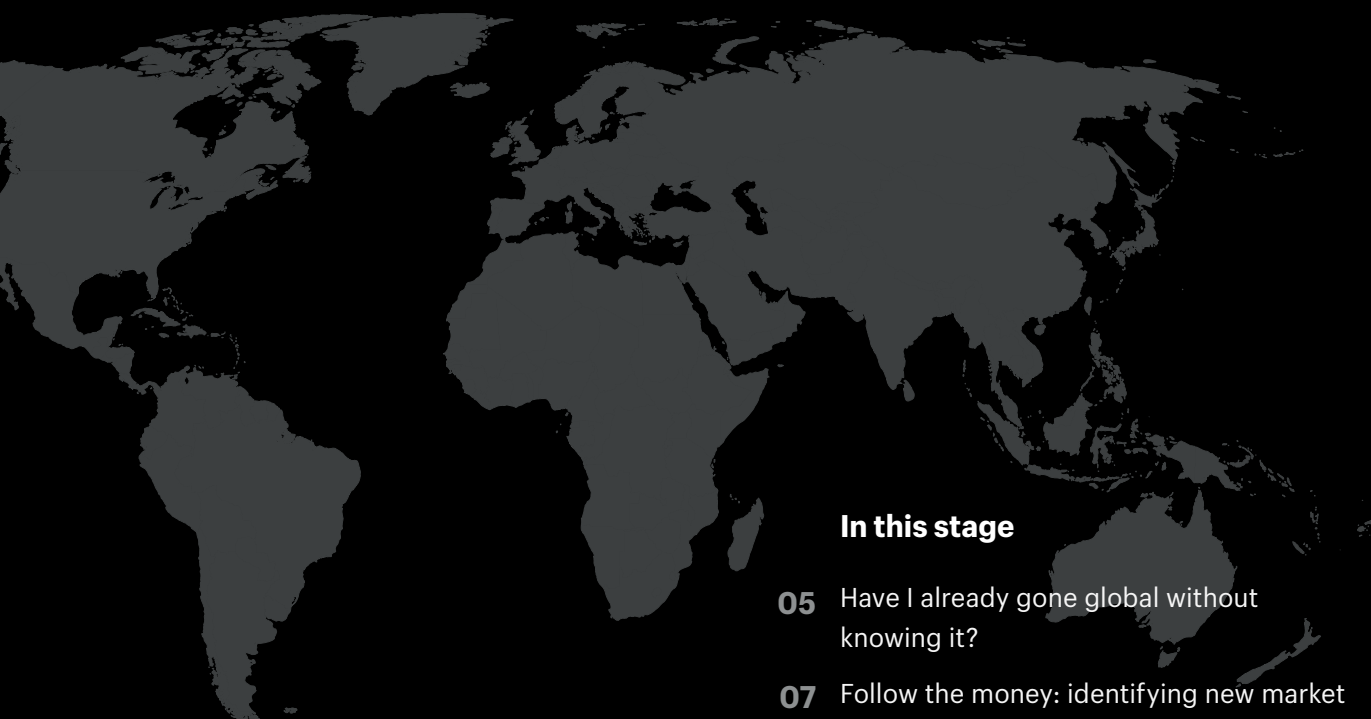 In this stage
05 Have I already gone global without
knowing it?
07 Follow the money: identifying new market